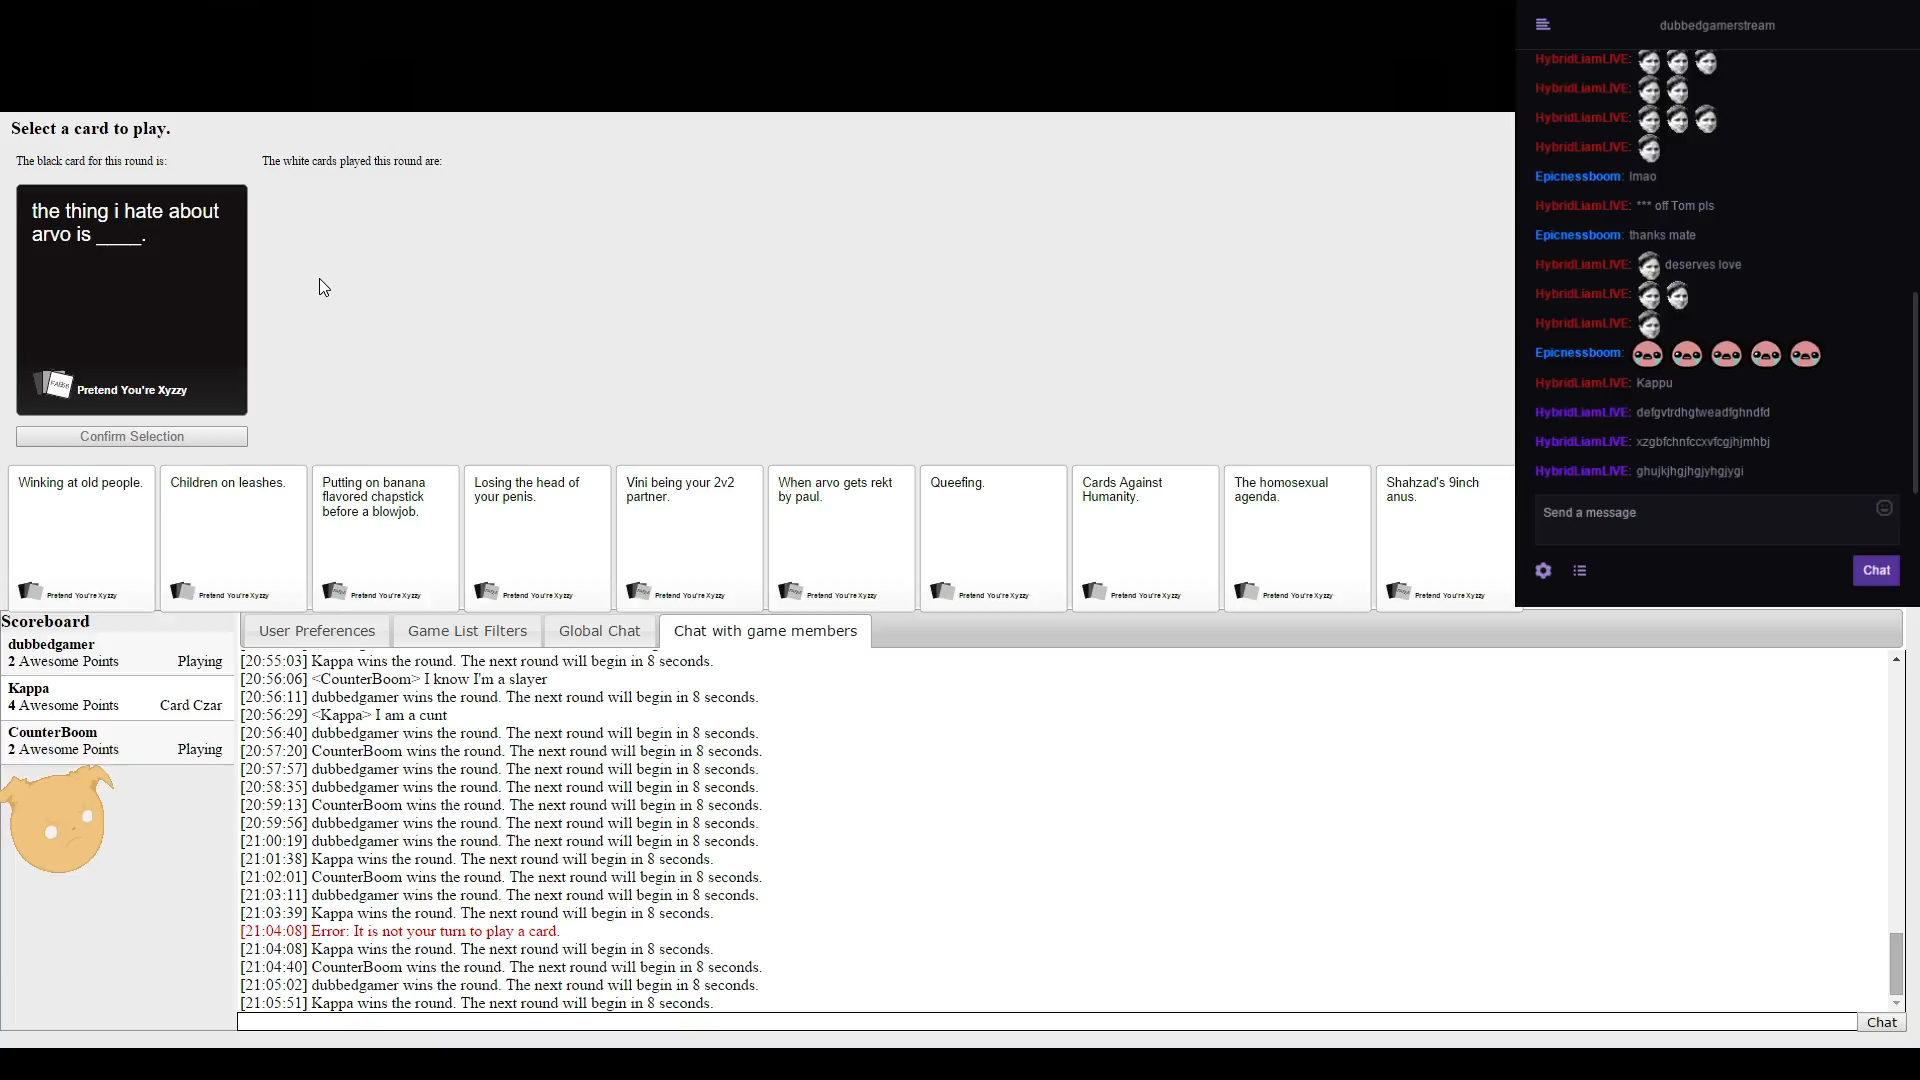 dubbedgamerstream
HybridLiamLIVE:
HybridLiamLIVE:
HybridLiamLIVE:
HybridLiamLIVE:
Epicnessboom: lmao
HybridLiamLIVE: *** off Tom pls
Epicnessboom: thanks mate
HybridLiamLIVE: deserves love
HybridLiamLIVE:
HybridLiamLIVE:
Epicnessboom:
HybridLiamLIVE: Kappu
HybridLiamLIVE: defgvtrdhgtweadfghndfd
HybridLiamLIVE: xzgbfchnfccxvfcgjhjmhbj
HybridLiamLIVE: ghujkjhgjhgjyhgjygi
Send a message
Chat
Select a card to play.
The black card for this round is:
The white cards played this round are:
the thing i hate about
arvo is ____.
Pretend You're Xyzzy
Confirm Selection
Winking at old people.
Pretend You're Xyzzy
Children on leashes.
Pretend You're Xyzzy
Putting on banana
flavored chapstick
before a blowjob.
Pretend You're Xyzzy
Losing the head of
your penis.
Pretend You're Xyzzy
Vini being your 2v2
partner.
Pretend You're Xyzzy
When arvo gets rekt
by paul.
Pretend You're Xyzzy
Queefing.
Pretend You're Xyzzy
Cards Against
Humanity.
Pretend You're Xyzzy
The homosexual
agenda.
Pretend You're Xyzzy
Shahzad's 9inch
anus.
Pretend You're Xyzzy
Scoreboard
dubbedgamer
2 Awesome Points Playing
Kappa
4 Awesome Points Card Czar
CounterBoom
2 Awesome Points Playing
User Preferences
Game List Filters
Global Chat
Chat with game members
[20:55:03] Kappa wins the round. The next round will begin in 8 seconds.
[20:56:06] <CounterBoom> I know I'm a slayer
[20:56:11] dubbedgamer wins the round. The next round will begin in 8 seconds.
[20:56:29] <Kappa> I am a cunt
[20:56:40] dubbedgamer wins the round. The next round will begin in 8 seconds.
[20:57:20] CounterBoom wins the round. The next round will begin in 8 seconds.
[20:57:57] dubbedgamer wins the round. The next round will begin in 8 seconds.
[20:58:35] dubbedgamer wins the round. The next round will begin in 8 seconds.
[20:59:13] CounterBoom wins the round. The next round will begin in 8 seconds.
[20:59:56] dubbedgamer wins the round. The next round will begin in 8 seconds.
[21:00:19] dubbedgamer wins the round. The next round will begin in 8 seconds.
[21:01:38] Kappa wins the round. The next round will begin in 8 seconds.
[21:02:01] CounterBoom wins the round. The next round will begin in 8 seconds.
[21:03:11] dubbedgamer wins the round. The next round will begin in 8 seconds.
[21:03:39] Kappa wins the round. The next round will begin in 8 seconds.
[21:04:08] Error: It is not your turn to play a card.
[21:04:08] Kappa wins the round. The next round will begin in 8 seconds.
[21:04:40] CounterBoom wins the round. The next round will begin in 8 seconds.
[21:05:02] dubbedgamer wins the round. The next round will begin in 8 seconds.
[21:05:51] Kappa wins the round. The next round will begin in 8 seconds.
Chat